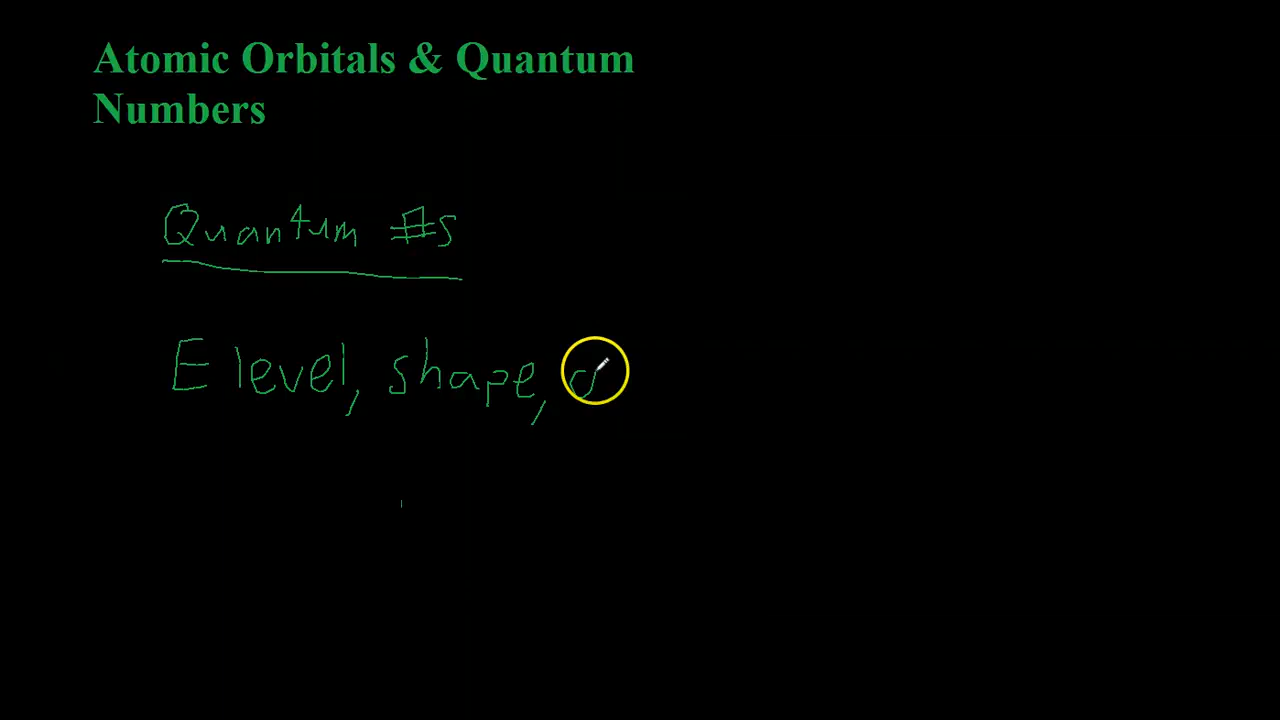 Atomic Orbitals & Quantum
Numbers
Quantum #s
E level, shape,